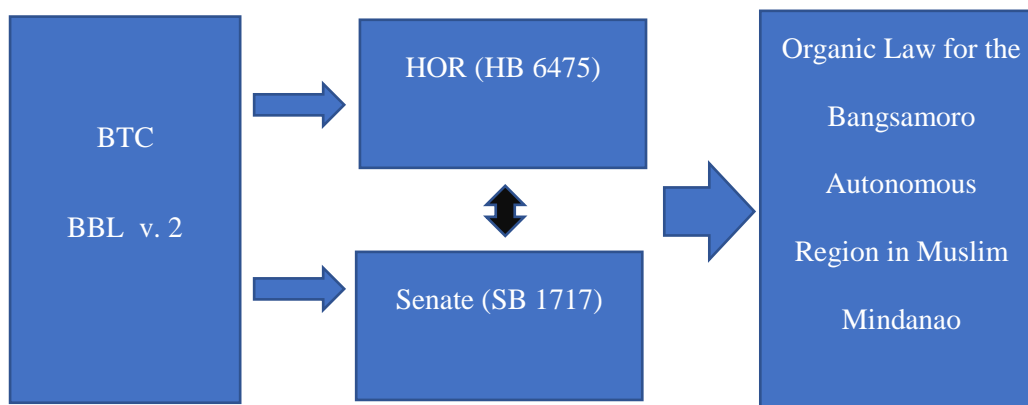 BTC
BBL v. 2
HOR (HB 6475)
Senate (SB 1717)
Organic Law for the
Bangsamoro
Autonomous
Region in Muslim
Mindanao